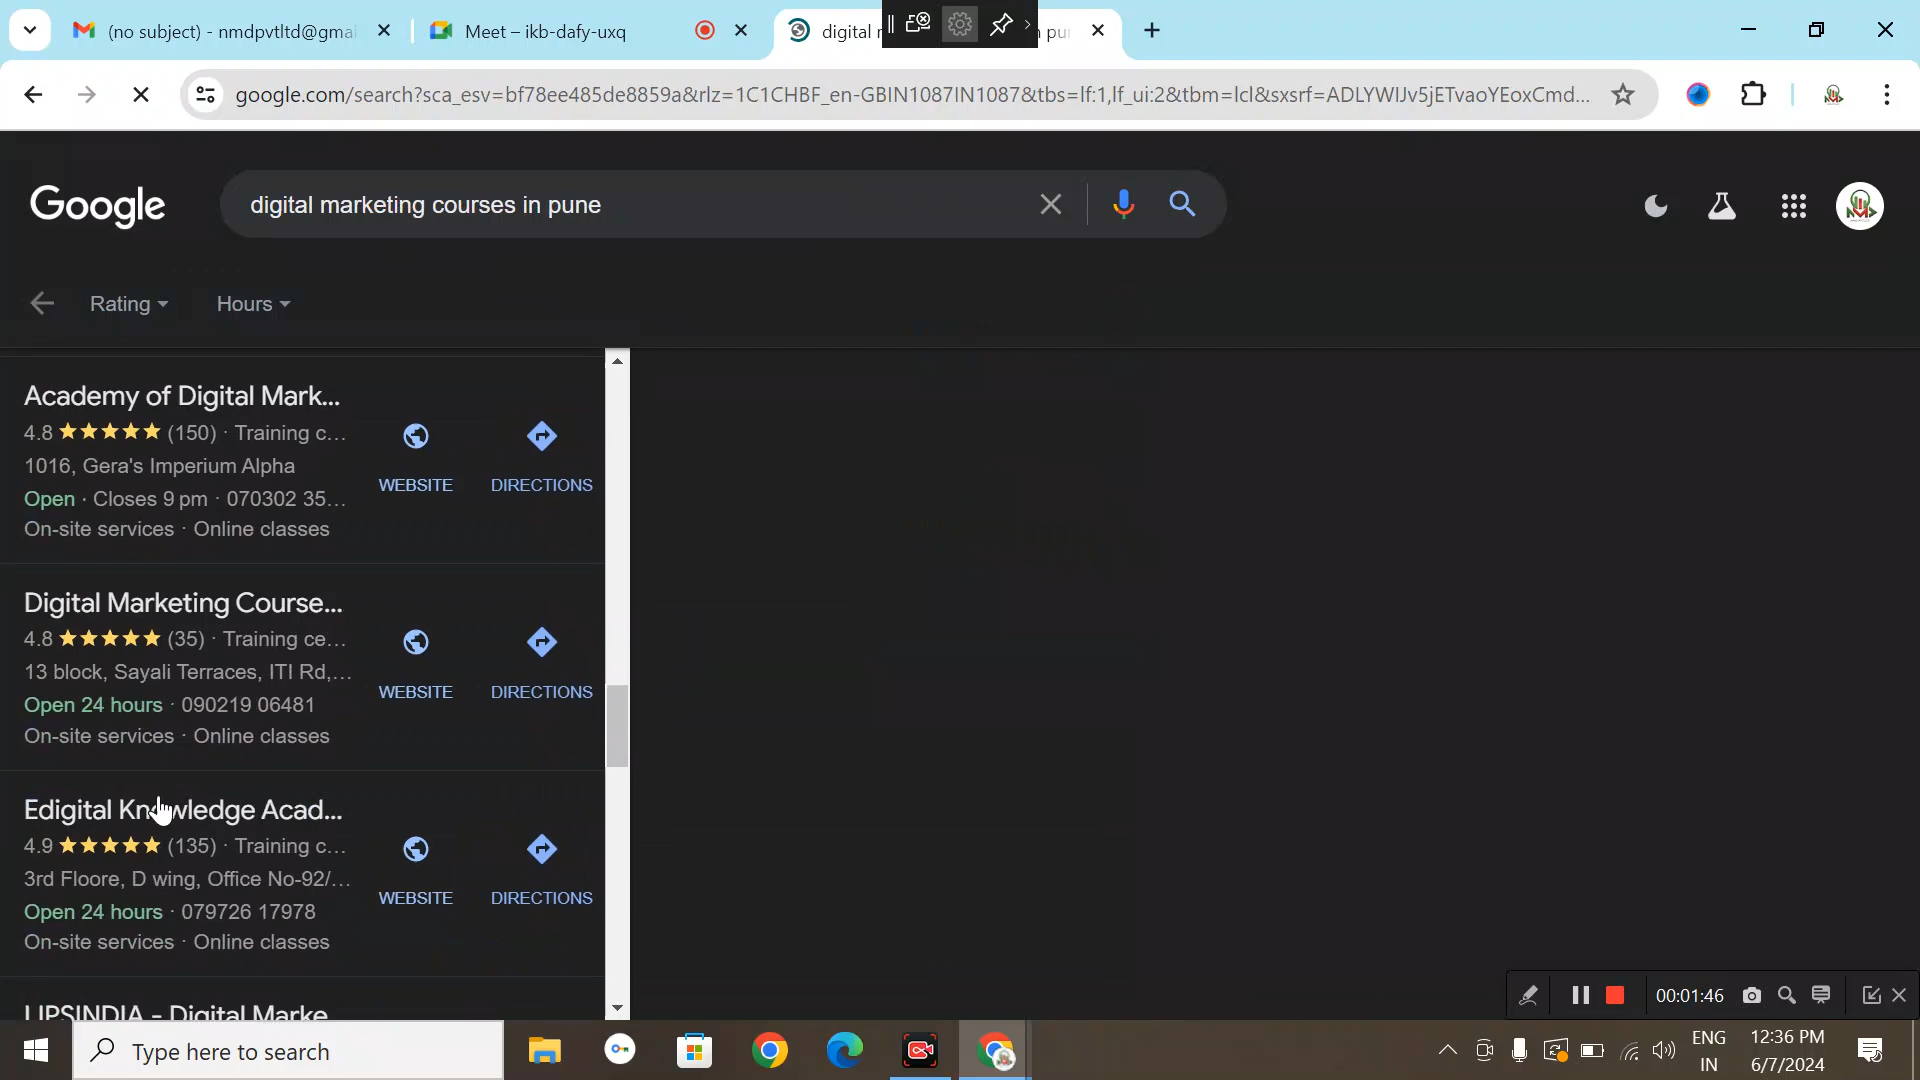 (no subject) - nmdpvtltd@gmai
Meet – ikb-dafy-uxq
digital
pu
google.com/search?sca_esv=bf78ee485de8859a&rlz=1C1CHBF_en-GBIN1087IN1087&tbs=lf:1,lf_ui:2&tbm=lcl&sxsrf=ADLYWIJv5jETvaoYEoxCmd...
Google
digital marketing courses in pune
Rating
Hours
Academy of Digital Mark...
4.8 (150) · Training c...
1016, Gera's Imperium Alpha
Open · Closes 9 pm · 070302 35...
On-site services · Online classes
WEBSITE
DIRECTIONS
Digital Marketing Course...
4.8 (35) · Training ce...
13 block, Sayali Terraces, ITI Rd,...
Open 24 hours · 090219 06481
On-site services · Online classes
WEBSITE
DIRECTIONS
Edigital Knowledge Acad...
4.9 (135) · Training c...
3rd Floore, D wing, Office No-92/...
Open 24 hours · 079726 17978
On-site services · Online classes
WEBSITE
DIRECTIONS
LIPSINDIA - Digital Marke
00:01:46
Type here to search
ENG
IN
12:36 PM
6/7/2024